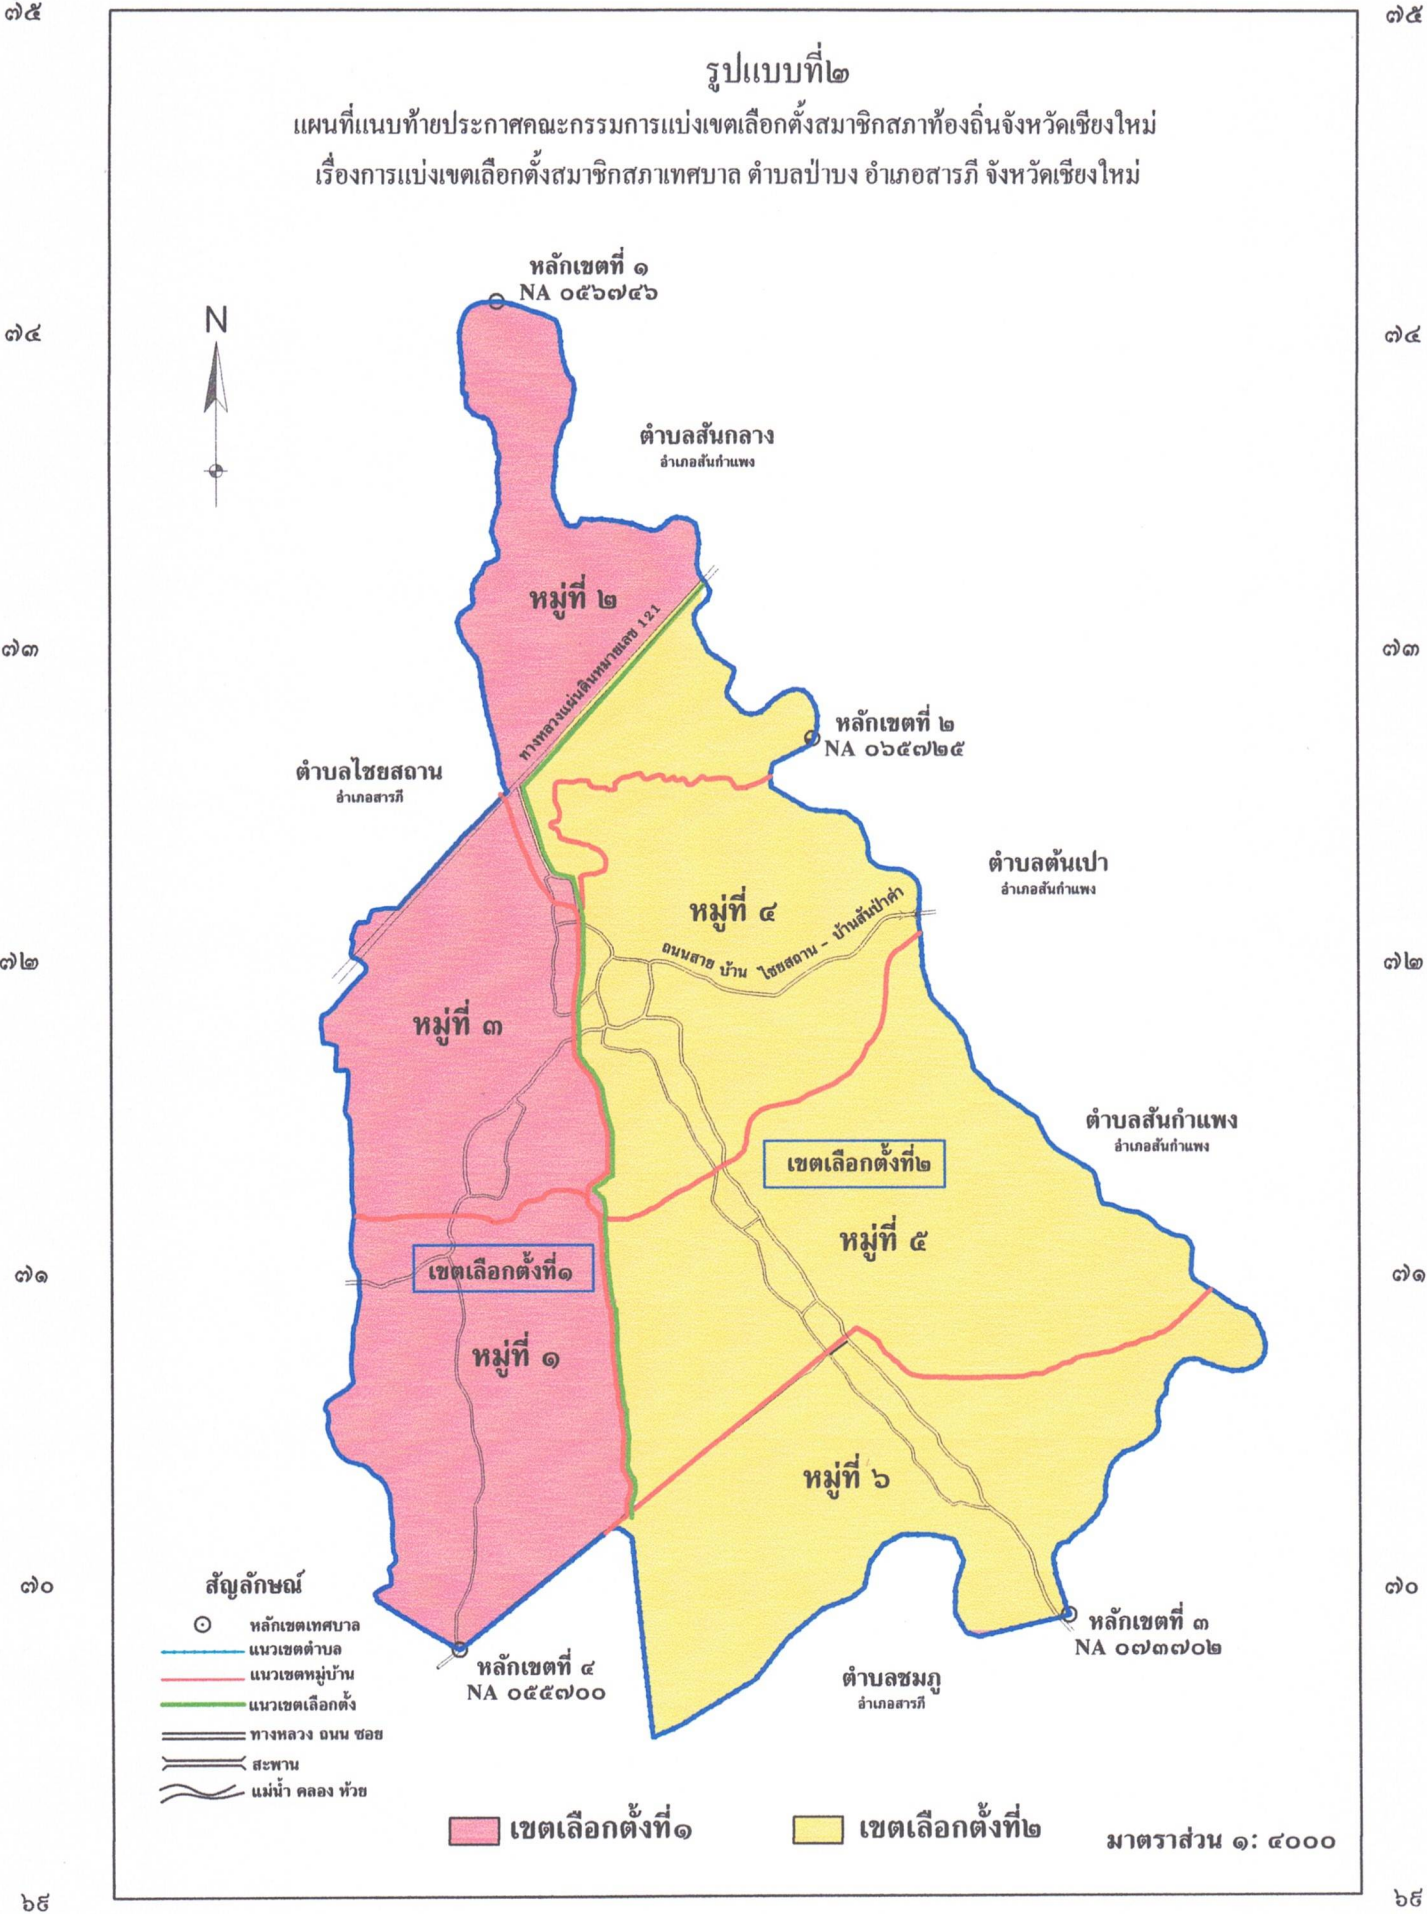 ๗๕
๗๕
รูปแบบที่๒
แผนที่แนบท้ายประกาศคณะกรรมการแบ่งเขตเลือกตั้งสมาชิกสภาท้องถิ่นจังหวัดเชียงใหม่
เรื่องการแบ่งเขตเลือกตั้งสมาชิกสภาเทศบาล ตำบลป่าบง อำเภอสารภี จังหวัดเชียงใหม่
หลักเขตที่ ๑
NA ๐๕๖๗๔๖
N
๗๔
๗๔
ตำบลสันกลาง
อำเภอสันกำแพง
หมู่ที่ ๒
ทางหลวงแผ่นดินหมายเลข 121
๗๓
๗๓
หลักเขตที่ ๒
NA ๐๖๕๗๒๕
ตำบลไชยสถาน
อำเภอสารภี
ตำบลต้นเปา
อำเภอสันกำแพง
หมู่ที่ ๔
ถนนสาย บ้าน ไชยสถาน - บ้านสันป่าค่า
๗๒
๗๒
หมู่ที่ ๓
ตำบลสันกำแพง
อำเภอสันกำแพง
เขตเลือกตั้งที่๒
หมู่ที่ ๕
๗๑
๗๑
เขตเลือกตั้งที่๑
หมู่ที่ ๑
หมู่ที่ ๖
๗๐
๗๐
สัญลักษณ์
หลักเขตเทศบาล
แนวเขตตำบล
แนวเขตหมู่บ้าน
แนวเขตเลือกตั้ง
ทางหลวง ถนน ซอย
สะพาน
แม่น้ำ คลอง ห้วย
หลักเขตที่ ๔
NA ๐๕๕๗๐๐
หลักเขตที่ ๓
NA ๐๗๓๗๐๒
ตำบลชมภู
อำเภอสารภี
เขตเลือกตั้งที่๑
เขตเลือกตั้งที่๒
มาตราส่วน ๑: ๔๐๐๐
๖๙
๖๙